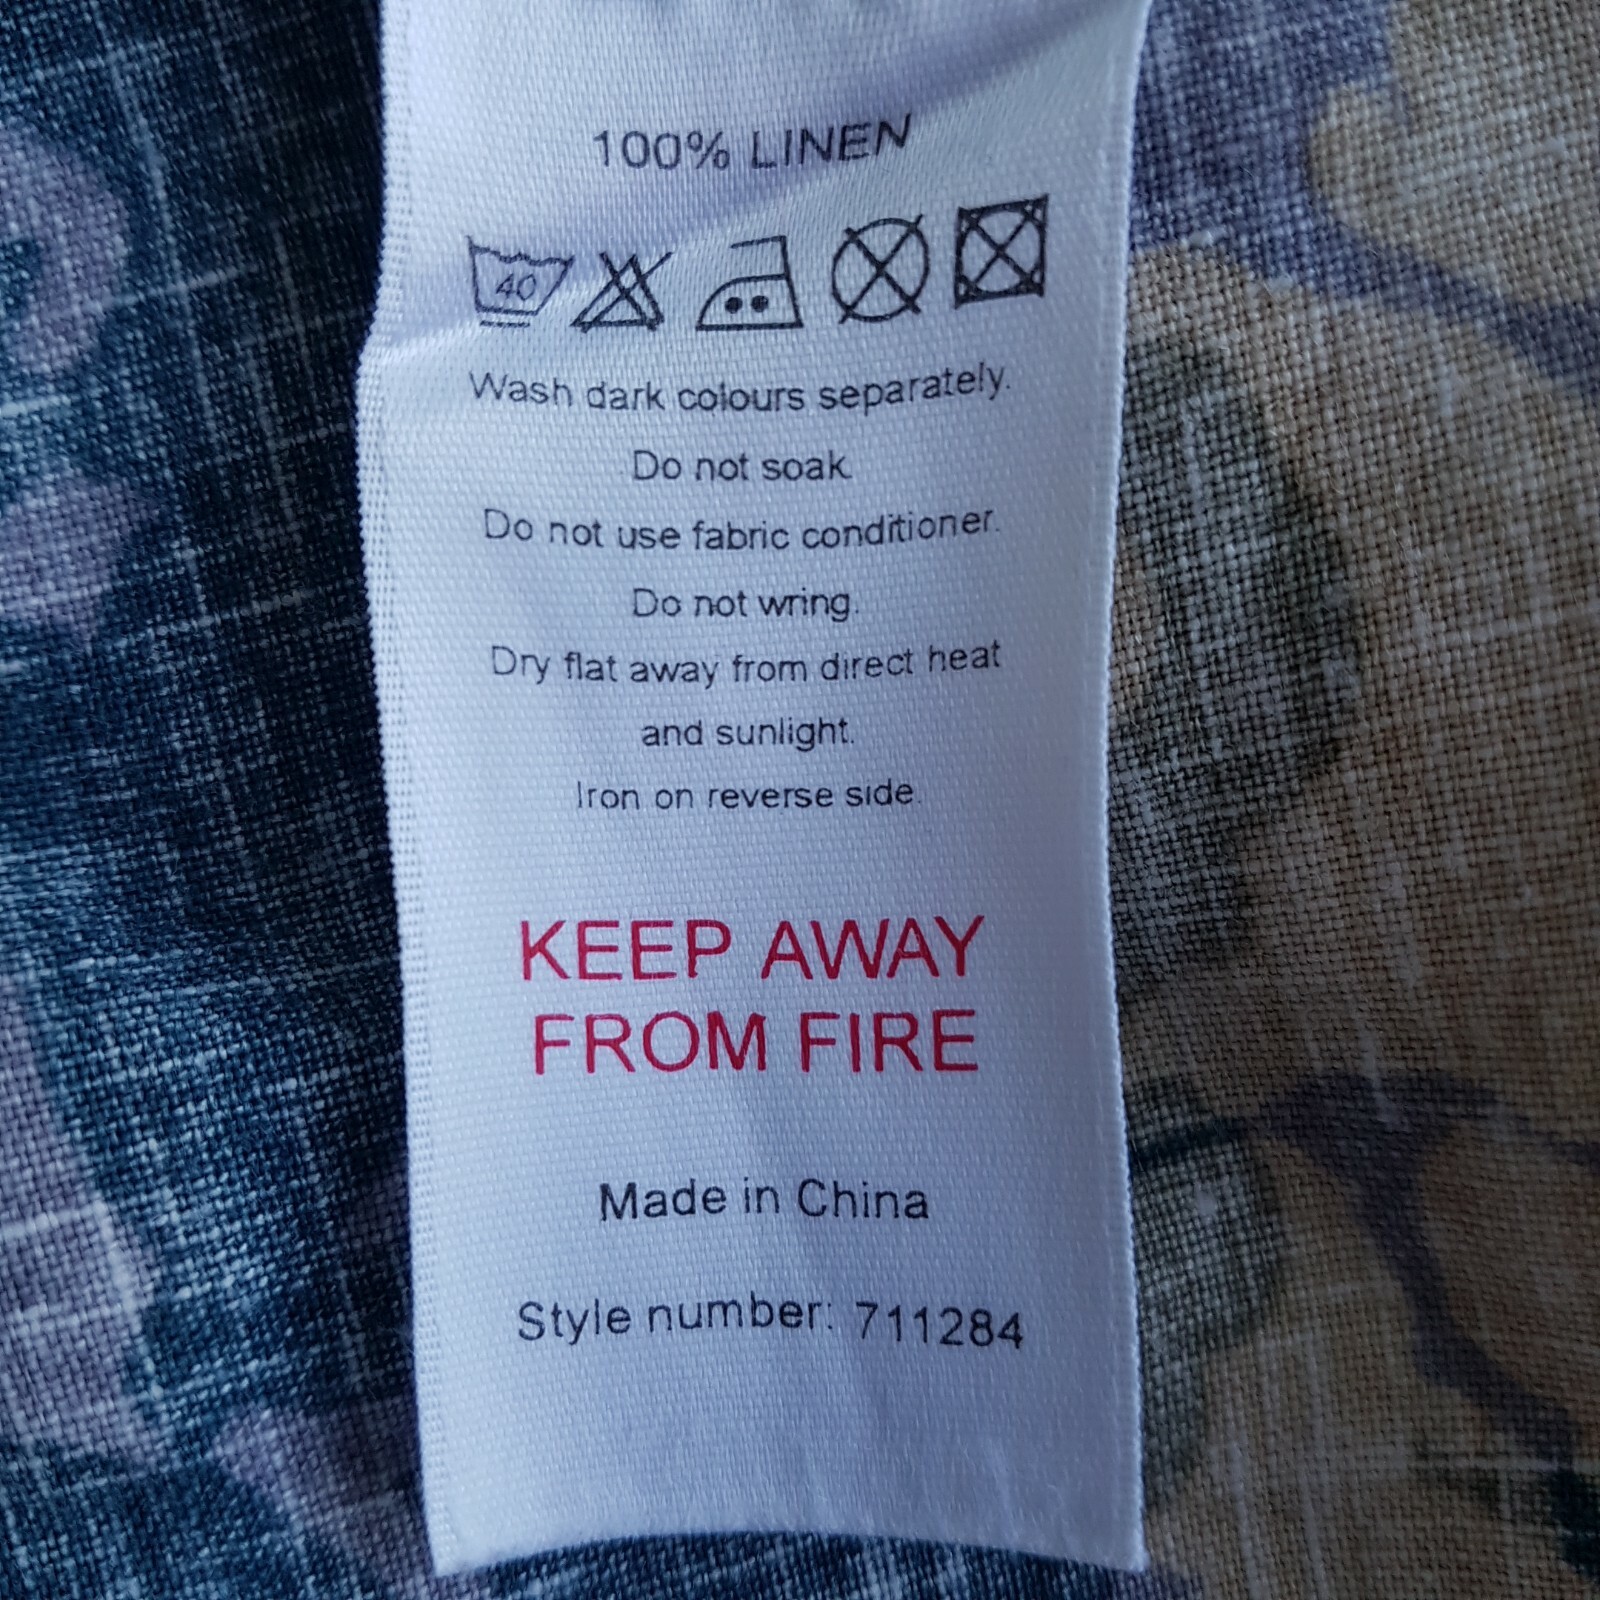 100% LINEN
40
Wash dark colours separately.
Do not soak.
Do not use fabric conditioner.
Do not wring.
Dry flat away from direct heat
and sunlight.
Iron on reverse side.
KEEP AWAY
FROM FIRE
Made in China
Style number: 711284